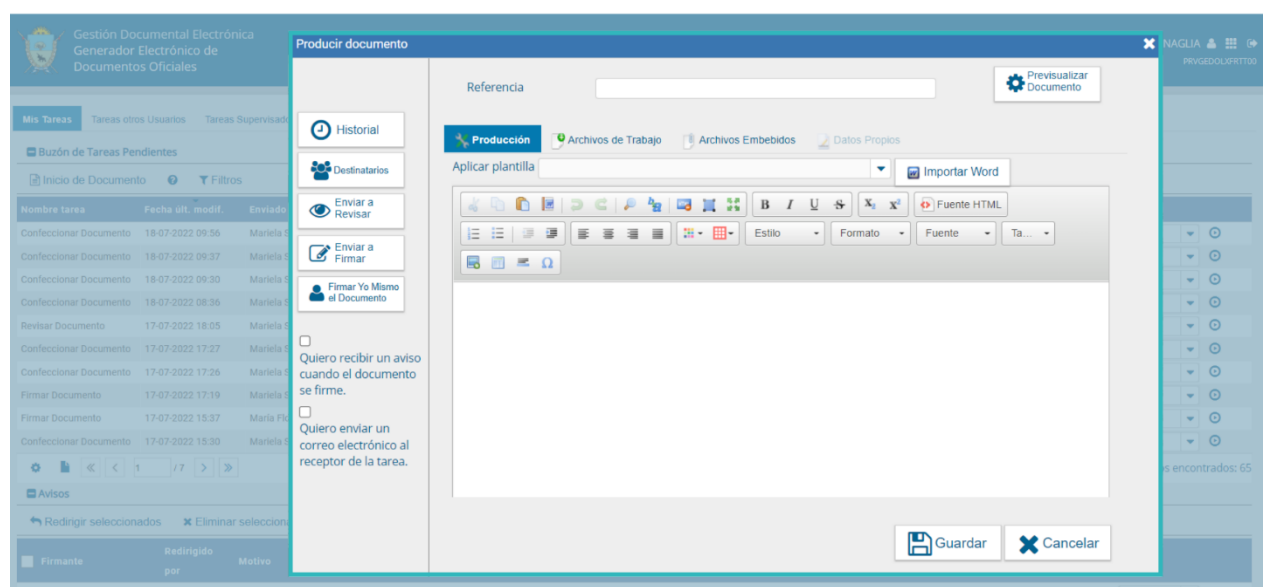 Gestión Documental Electrónica
Generador Electrónico de
Documentos Oficiales
NAGLIA
PRVGEDOLXFRTT00
Mis Tareas Tareas otros Usuarios Tareas
Buzón de Tareas Pendientes
Inicio de Documento Filtros
Nombre tarea Fecha últ. modif. Enviado
Confeccionar Documento 18-07-2022 09:56 Mariela S
Confeccionar Documento 18-07-2022 09:37 Mariela S
Confeccionar Documento 18-07-2022 09:30 Mariela S
Confeccionar Documento 18-07-2022 08:36 Mariela S
Revisar Documento 17-07-2022 18:05 Mariela S
Confeccionar Documento 17-07-2022 17:27 Mariela S
Confeccionar Documento 17-07-2022 17:26 Mariela S
Firmar Documento 17-07-2022 17:19 Mariela S
Firmar Documento 17-07-2022 15:37 María Flo
Confeccionar Documento 17-07-2022 15:30 Mariela S
1 / 7
s encontrados: 65
Avisos
Redirigir seleccionados Eliminar seleccion
Firmante Redirigido por Motivo
Producir documento
Referencia
Previsualizar
Documento
Historial
Destinatarios
Enviar a
Revisar
Enviar a
Firmar
Firmar Yo Mismo
el Documento
Quiero recibir un aviso
cuando el documento
se firme.
Quiero enviar un
correo electrónico al
receptor de la tarea.
Producción Archivos de Trabajo Archivos Embebidos Datos Propios
Aplicar plantilla Importar Word
B I U S X₂ X² Fuente HTML
Estilo Formato Fuente Ta...
Ω
Guardar Cancelar